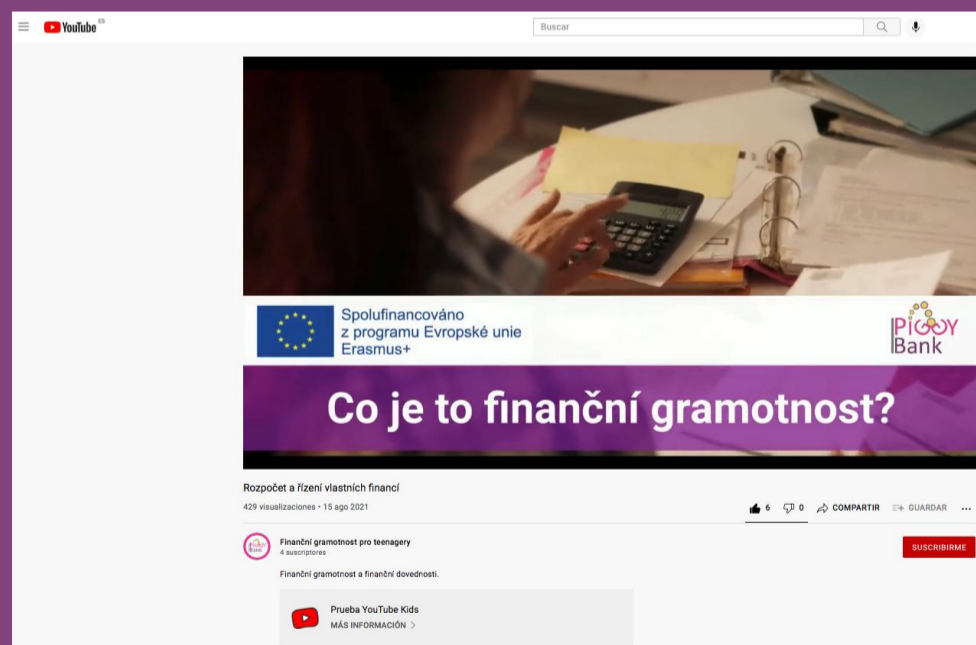 YouTube ES
Buscar
Spolufinancováno
z programu Evropské unie
Erasmus+
PiGGY
Bank
Co je to finanční gramotnost?
Rozpočet a řízení vlastních financí
429 visualizaciones • 15 ago 2021
6 0 COMPARTIR GUARDAR ...
Finanční gramotnost pro teenagery
4 suscriptores
SUSCRIBIRME
Finanční gramotnost a finanční dovednosti.
Prueba YouTube Kids
MÁS INFORMACIÓN